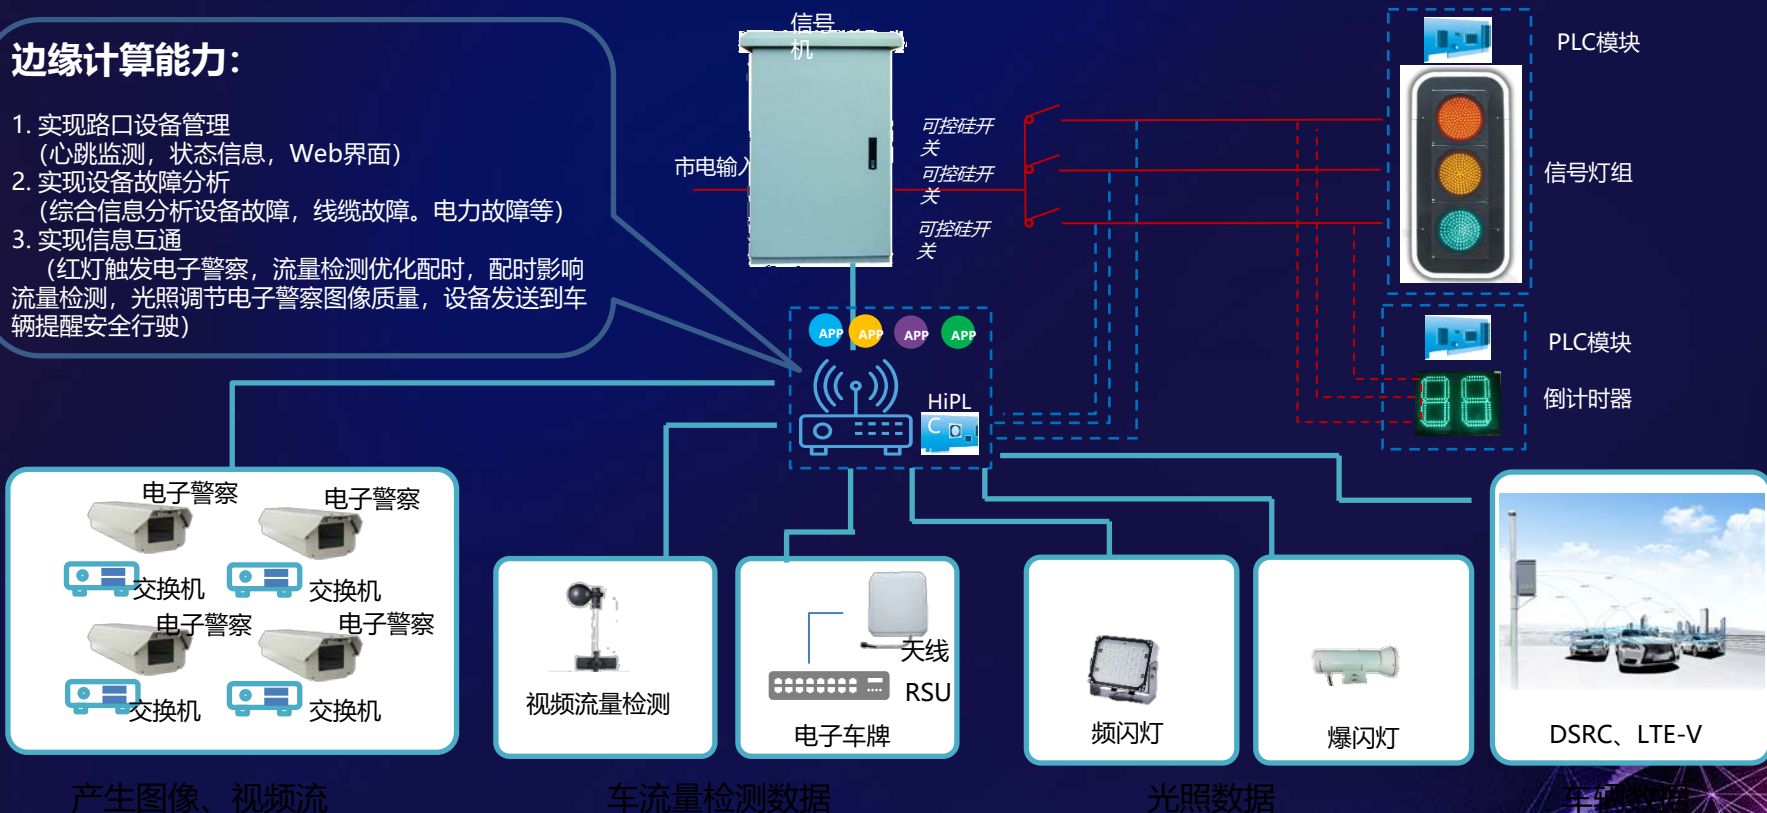 边缘计算能力：
1. 实现路口设备管理
（心跳监测，状态信息，Web界面）
2. 实现设备故障分析
（综合信息分析设备故障，线缆故障。电力故障等）
3. 实现信息互通
（红灯触发电子警察，流量检测优化配时，配时影响
流量检测，光照调节电子警察图像质量，设备发送到车
辆提醒安全行驶）
信号
机
市电输入
可控硅开
关
可控硅开
关
可控硅开
关
PLC模块
信号灯组
PLC模块
88
倒计时器
APP
APP
APP
APP
HiPL
C
电子警察
电子警察
交换机
交换机
电子警察
电子警察
交换机
交换机
视频流量检测
天线
RSU
电子车牌
频闪灯
爆闪灯
DSRC、LTE-V
产生图像、视频流
车流量检测数据
光照数据
车辆数据